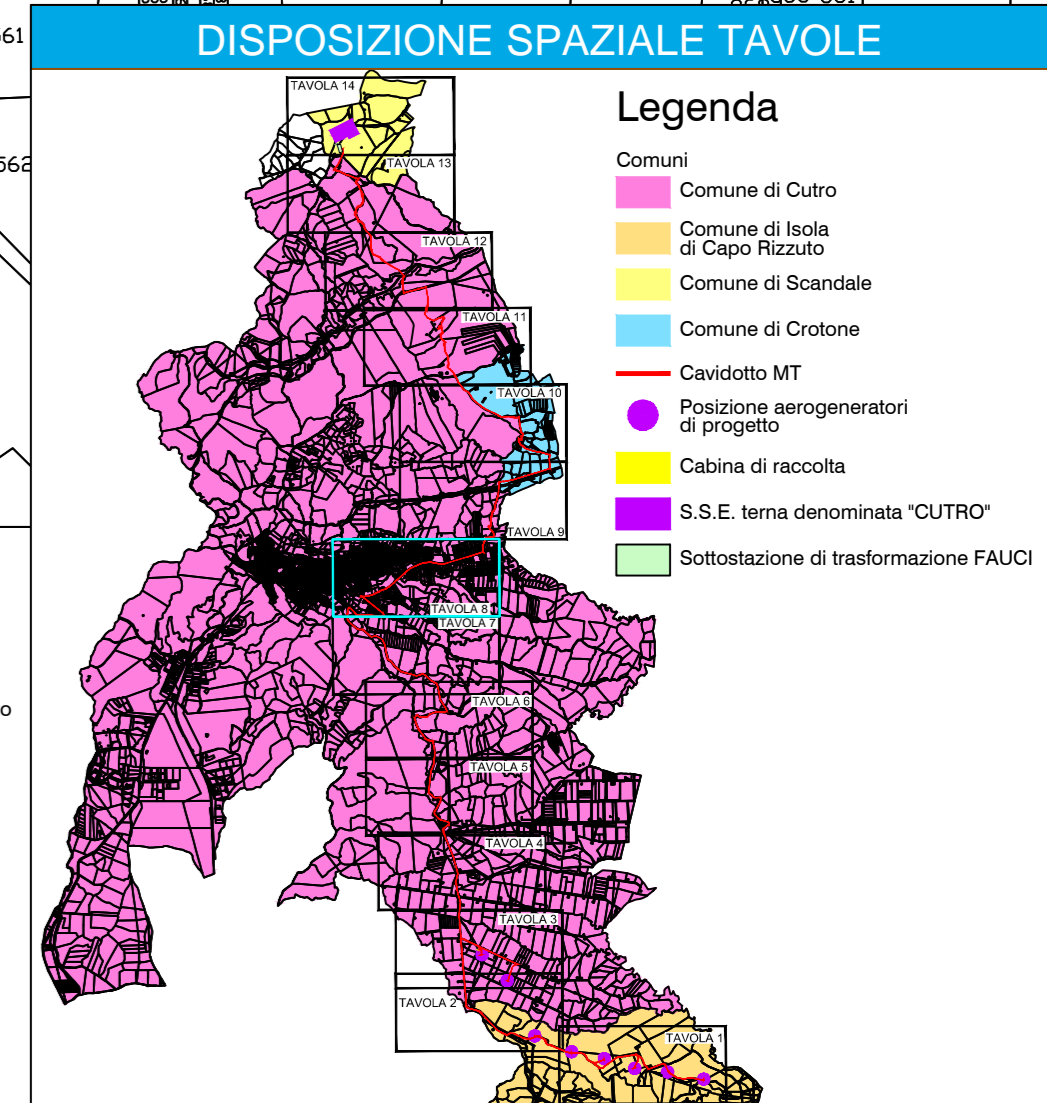 561
562
DISPOSIZIONE SPAZIALE TAVOLE
TAVOLA 14
TAVOLA 13
TAVOLA 12
TAVOLA 11
TAVOLA 10
TAVOLA 9
TAVOLA 8
TAVOLA 7
TAVOLA 6
TAVOLA 5
TAVOLA 4
TAVOLA 3
TAVOLA 2
TAVOLA 1
Legenda
Comuni
Comune di Cutro
Comune di Isola
di Capo Rizzuto
Comune di Scandale
Comune di Crotone
Cavidotto MT
Posizione aerogeneratori
di progetto
Cabina di raccolta
S.S.E. terna denominata "CUTRO"
Sottostazione di trasformazione FAUCI
o